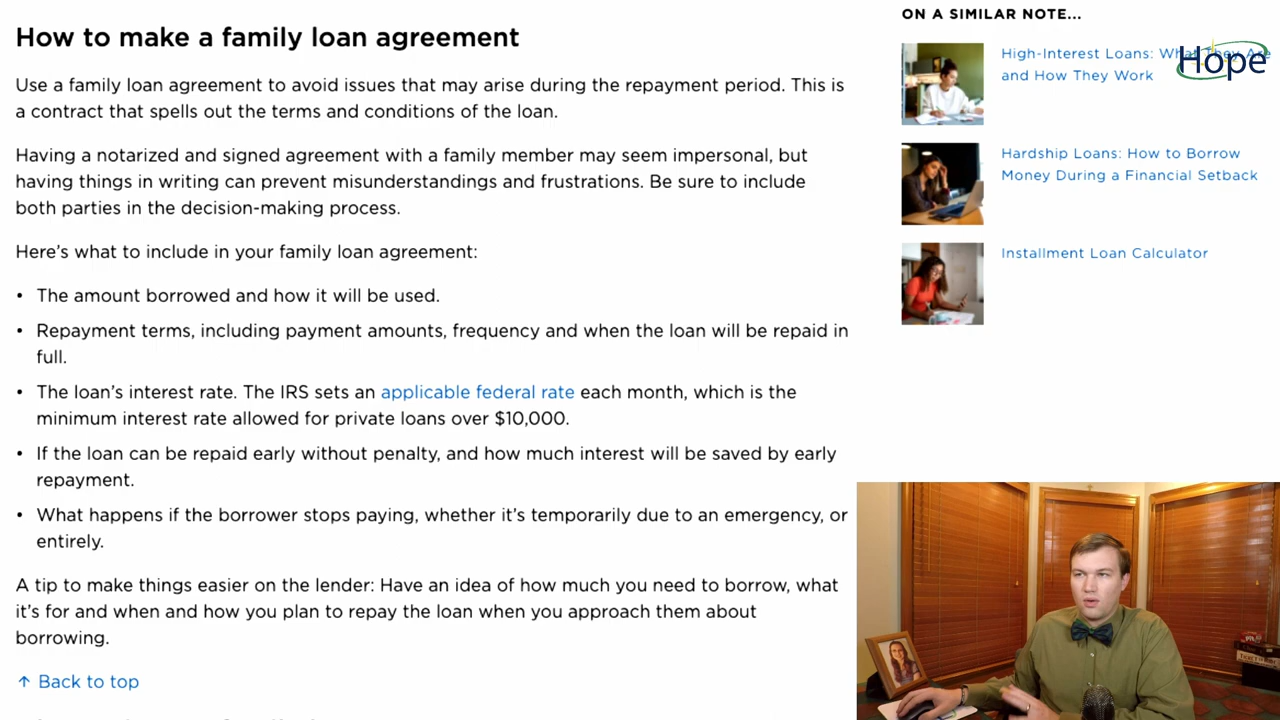 How to make a family loan agreement
Use a family loan agreement to avoid issues that may arise during the repayment period. This is
a contract that spells out the terms and conditions of the loan.
Having a notarized and signed agreement with a family member may seem impersonal, but
having things in writing can prevent misunderstandings and frustrations. Be sure to include
both parties in the decision-making process.
Here’s what to include in your family loan agreement:
• The amount borrowed and how it will be used.
• Repayment terms, including payment amounts, frequency and when the loan will be repaid in
full.
• The loan’s interest rate. The IRS sets an applicable federal rate each month, which is the
minimum interest rate allowed for private loans over $10,000.
• If the loan can be repaid early without penalty, and how much interest will be saved by early
repayment.
• What happens if the borrower stops paying, whether it’s temporarily due to an emergency, or
entirely.
A tip to make things easier on the lender: Have an idea of how much you need to borrow, what
it’s for and when and how you plan to repay the loan when you approach them about
borrowing.
↑ Back to top
ON A SIMILAR NOTE...
High-Interest Loans: What They Are
and How They Work
Hope
Hardship Loans: How to Borrow
Money During a Financial Setback
Installment Loan Calculator